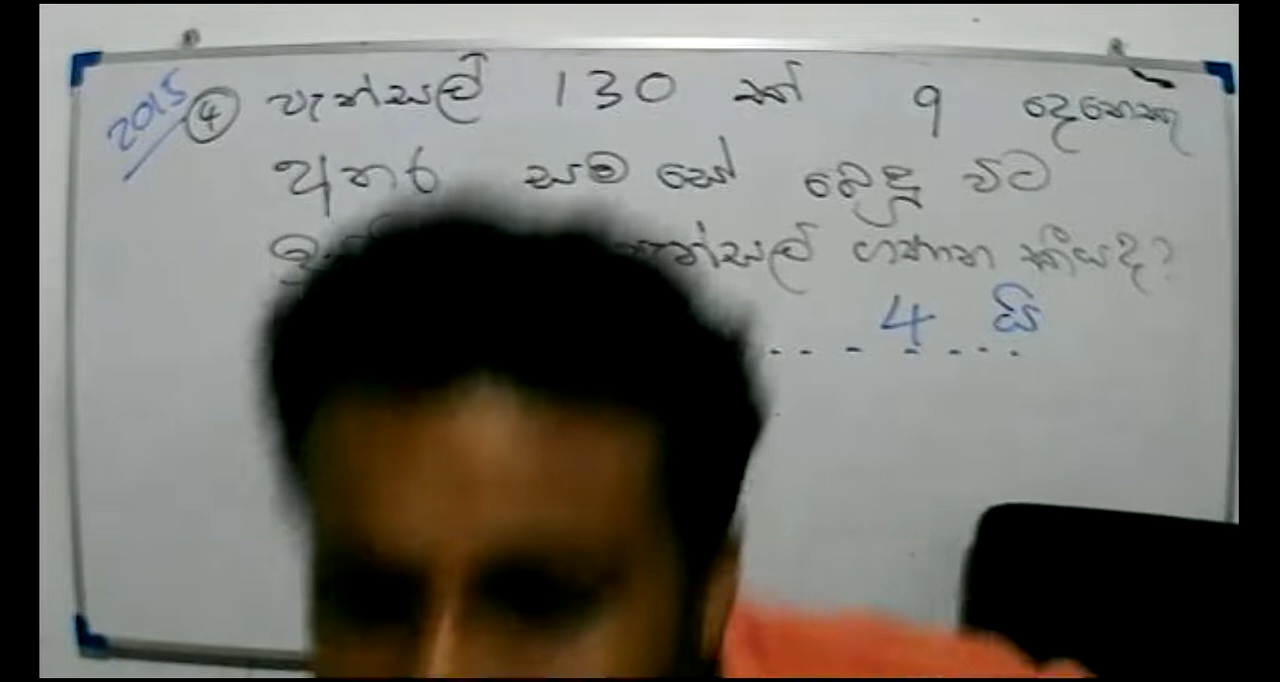 2015 ④ පැන්සල් 130 ක් 9 දෙනෙකු
අතර සම සේ බෙදූ විට
පැන්සල් ගණන කීයද?
4 යි